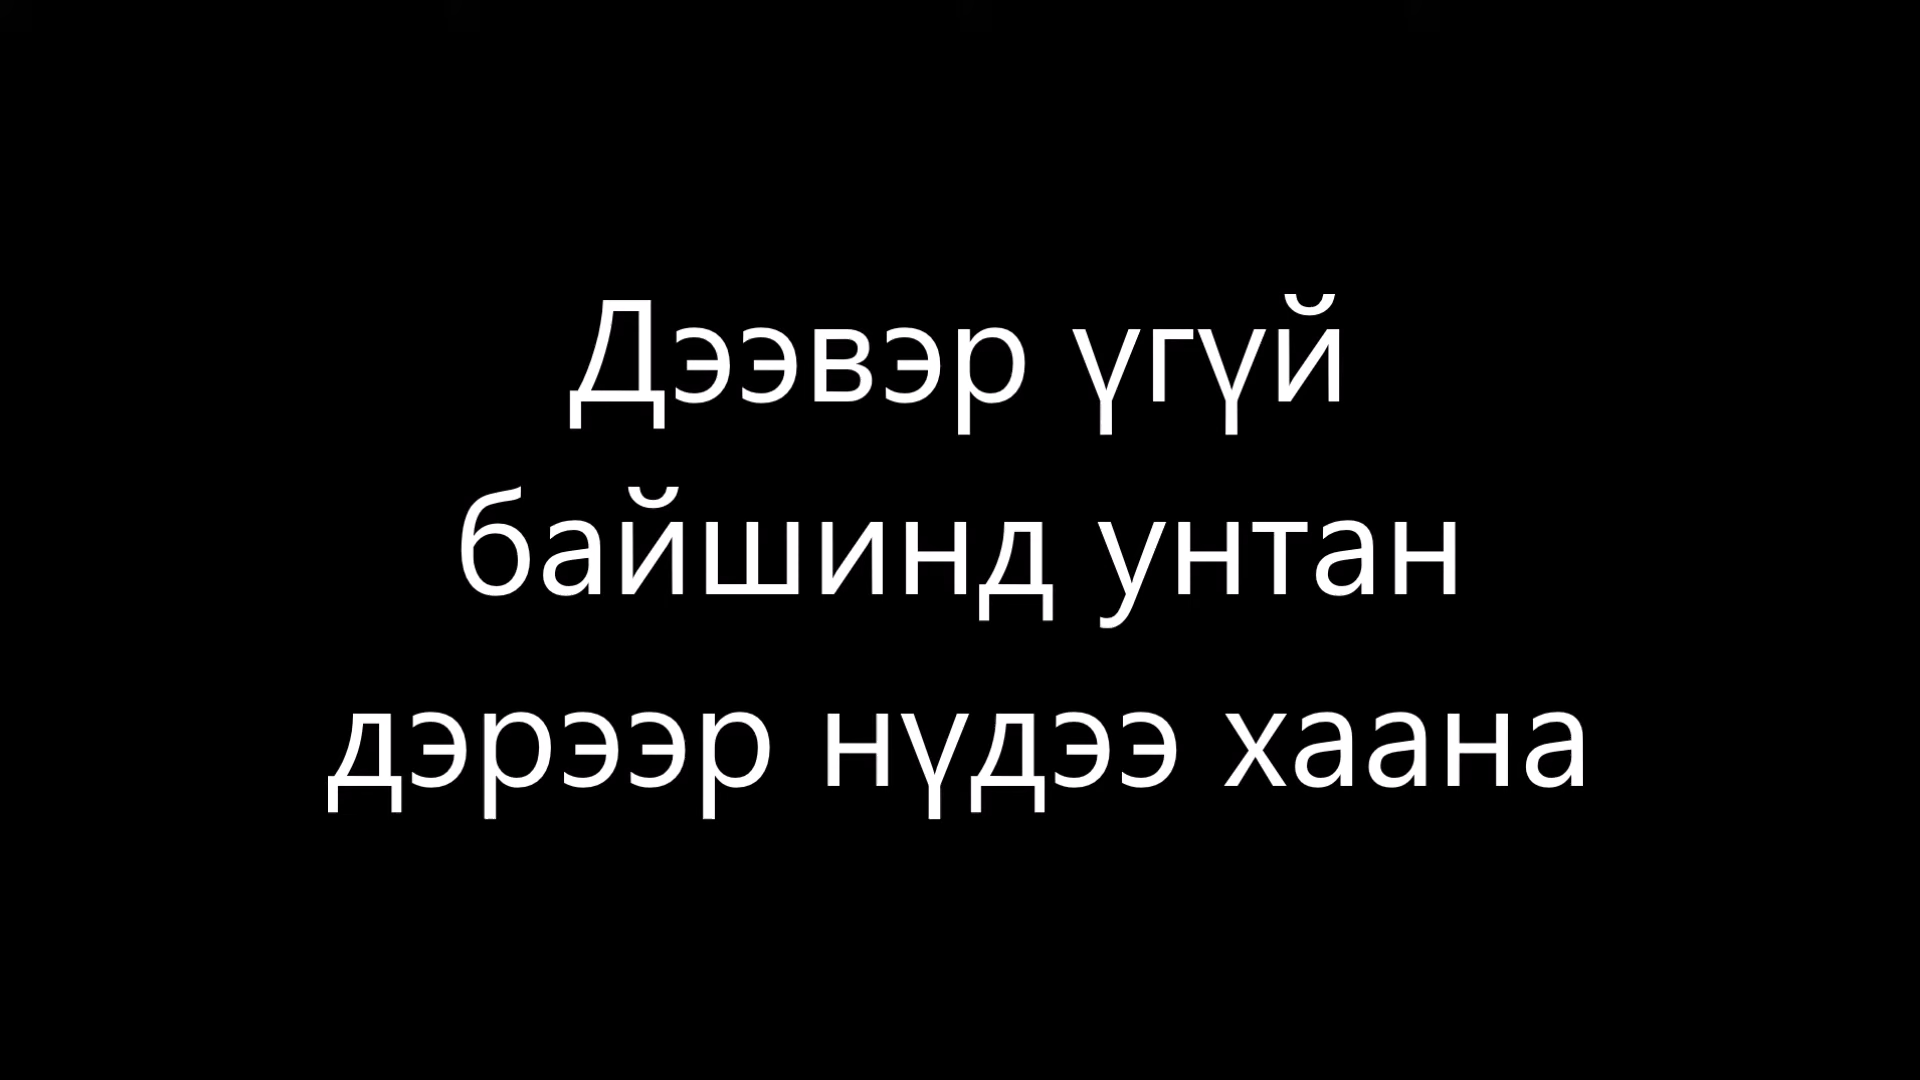 Дээвэр үгүй
байшинд унтан
дэрээр нүдээ хаана